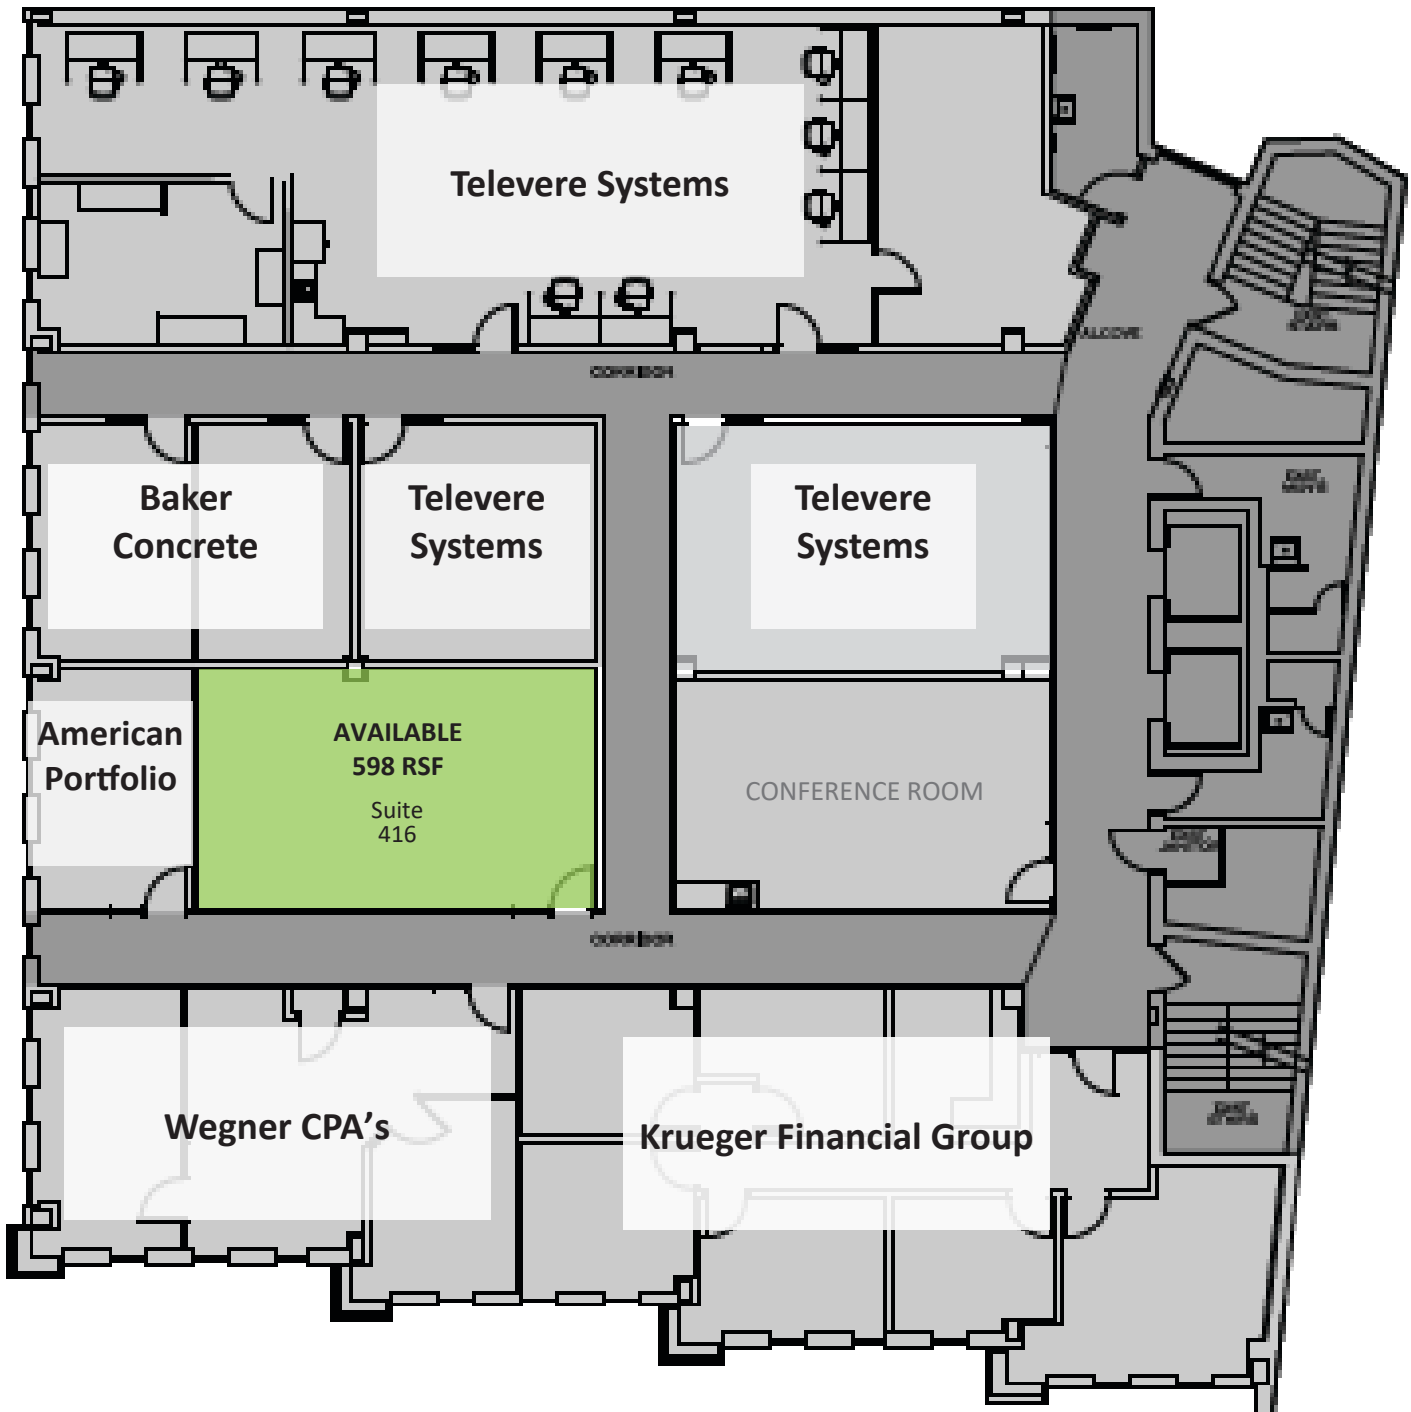 Televere Systems
ALCOVE
CORRIDOR
Baker
Concrete
Televere
Systems
Televere
Systems
American
Portfolio
AVAILABLE
598 RSF
Suite
416
CONFERENCE ROOM
CORRIDOR
Wegner CPA’s
Krueger Financial Group